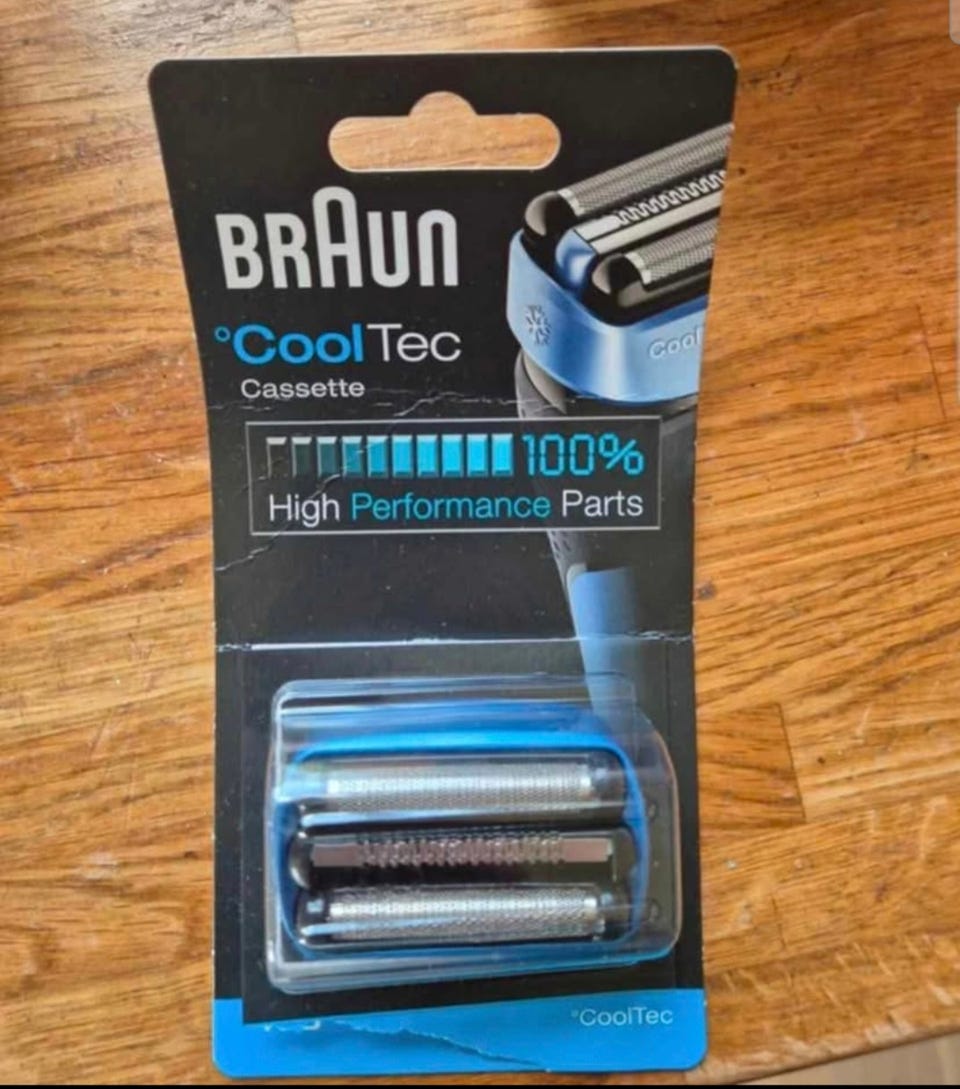 BRAUN
°CoolTec
Cassette
100%
High Performance Parts
Cool
°CoolTec